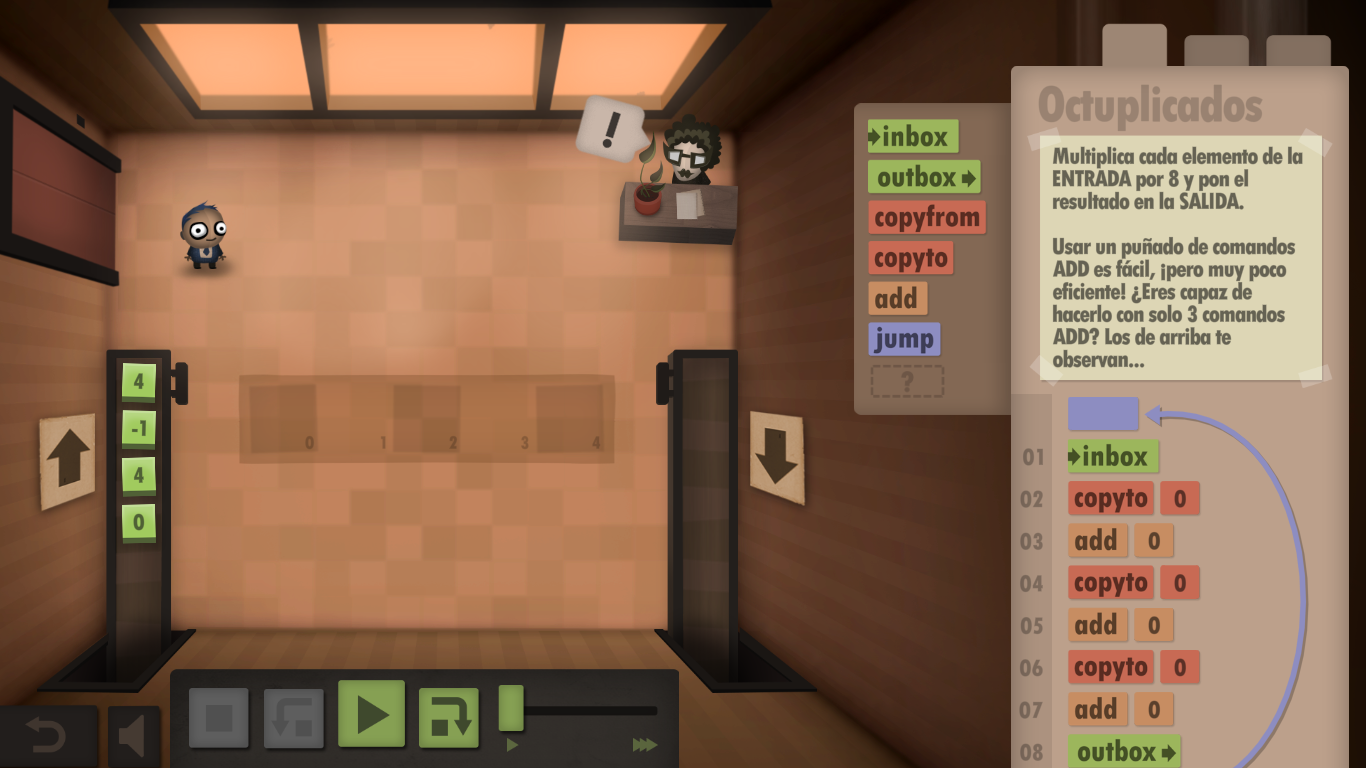 Octuplicados
Multiplica cada elemento de la
ENTRADA por 8 y pon el
resultado en la SALIDA.
Usar un puñado de comandos
ADD es fácil, ¡pero muy poco
eficiente! ¿Eres capaz de
hacerlo con solo 3 comandos
ADD? Los de arriba te
observan...
inbox
outbox
copyfrom
copyto
add
jump
?
!
4
-1
4
0
0 1 2 3 4
01 inbox
02 copyto 0
03 add 0
04 copyto 0
05 add 0
06 copyto 0
07 add 0
08 outbox